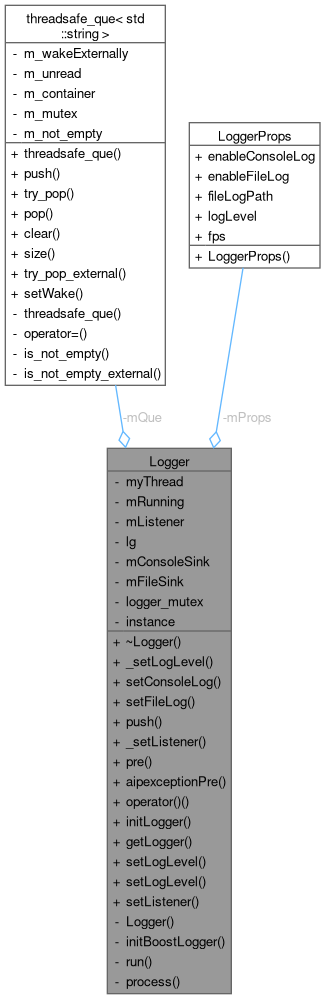 threadsafe_que< std
::string >
- m_wakeExternally
- m_unread
- m_container
- m_mutex
- m_not_empty
+ threadsafe_que()
+ push()
+ try_pop()
+ pop()
+ clear()
+ size()
+ try_pop_external()
+ setWake()
- threadsafe_que()
- operator=()
- is_not_empty()
- is_not_empty_external()
LoggerProps
+ enableConsoleLog
+ enableFileLog
+ fileLogPath
+ logLevel
+ fps
+ LoggerProps()
-mQue
-mProps
Logger
- myThread
- mRunning
- mListener
- lg
- mConsoleSink
- mFileSink
- logger_mutex
- instance
+ ~Logger()
+ _setLogLevel()
+ setConsoleLog()
+ setFileLog()
+ push()
+ _setListener()
+ pre()
+ aipexceptionPre()
+ operator()()
+ initLogger()
+ getLogger()
+ setLogLevel()
+ setLogLevel()
+ setListener()
- Logger()
- initBoostLogger()
- run()
- process()